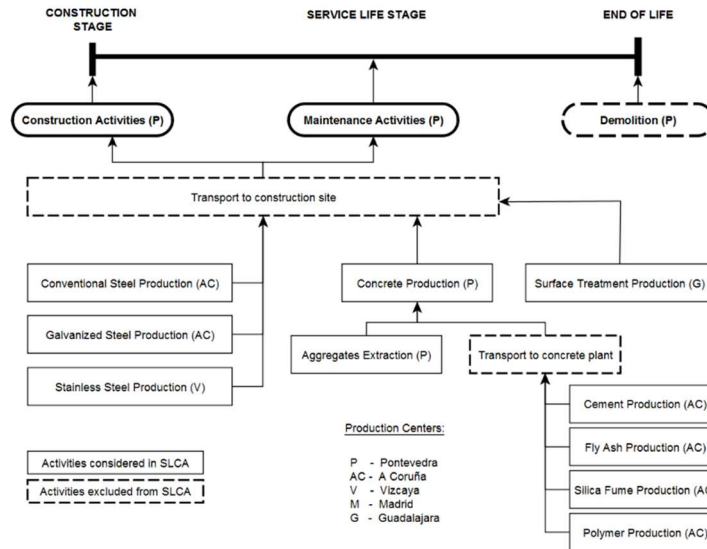 CONSTRUCTION
STAGE
SERVICE LIFE STAGE
END OF LIFE
Construction Activities (P)
Maintenance Activities (P)
Demolition (P)
Transport to construction site
Conventional Steel Production (AC)
Concrete Production (P)
Surface Treatment Production (G)
Galvanized Steel Production (AC)
Aggregates Extraction (P)
Transport to concrete plant
Stainless Steel Production (V)
Cement Production (AC)
Fly Ash Production (AC)
Silica Fume Production (AC
Polymer Production (AC)
Production Centers:
P - Pontevedra
AC - A Coruña
V - Vizcaya
M - Madrid
G - Guadalajara
Activities considered in SLCA
Activities excluded from SLCA